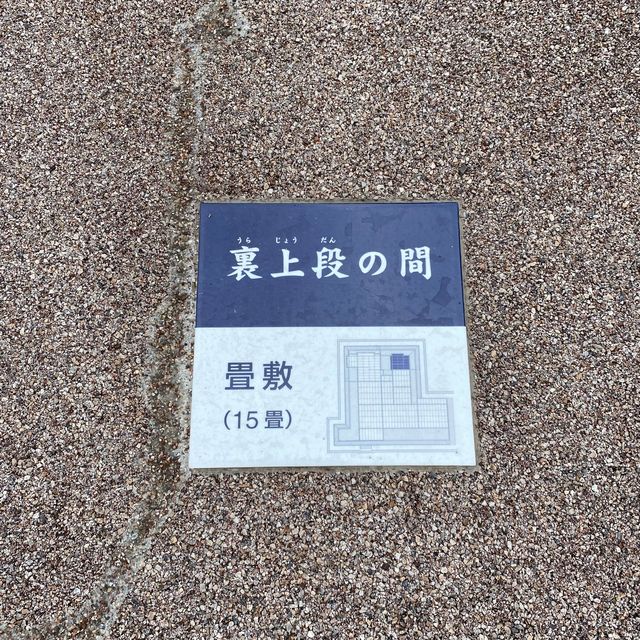 うら じょう だん
裏上段の間
畳敷
(15畳)